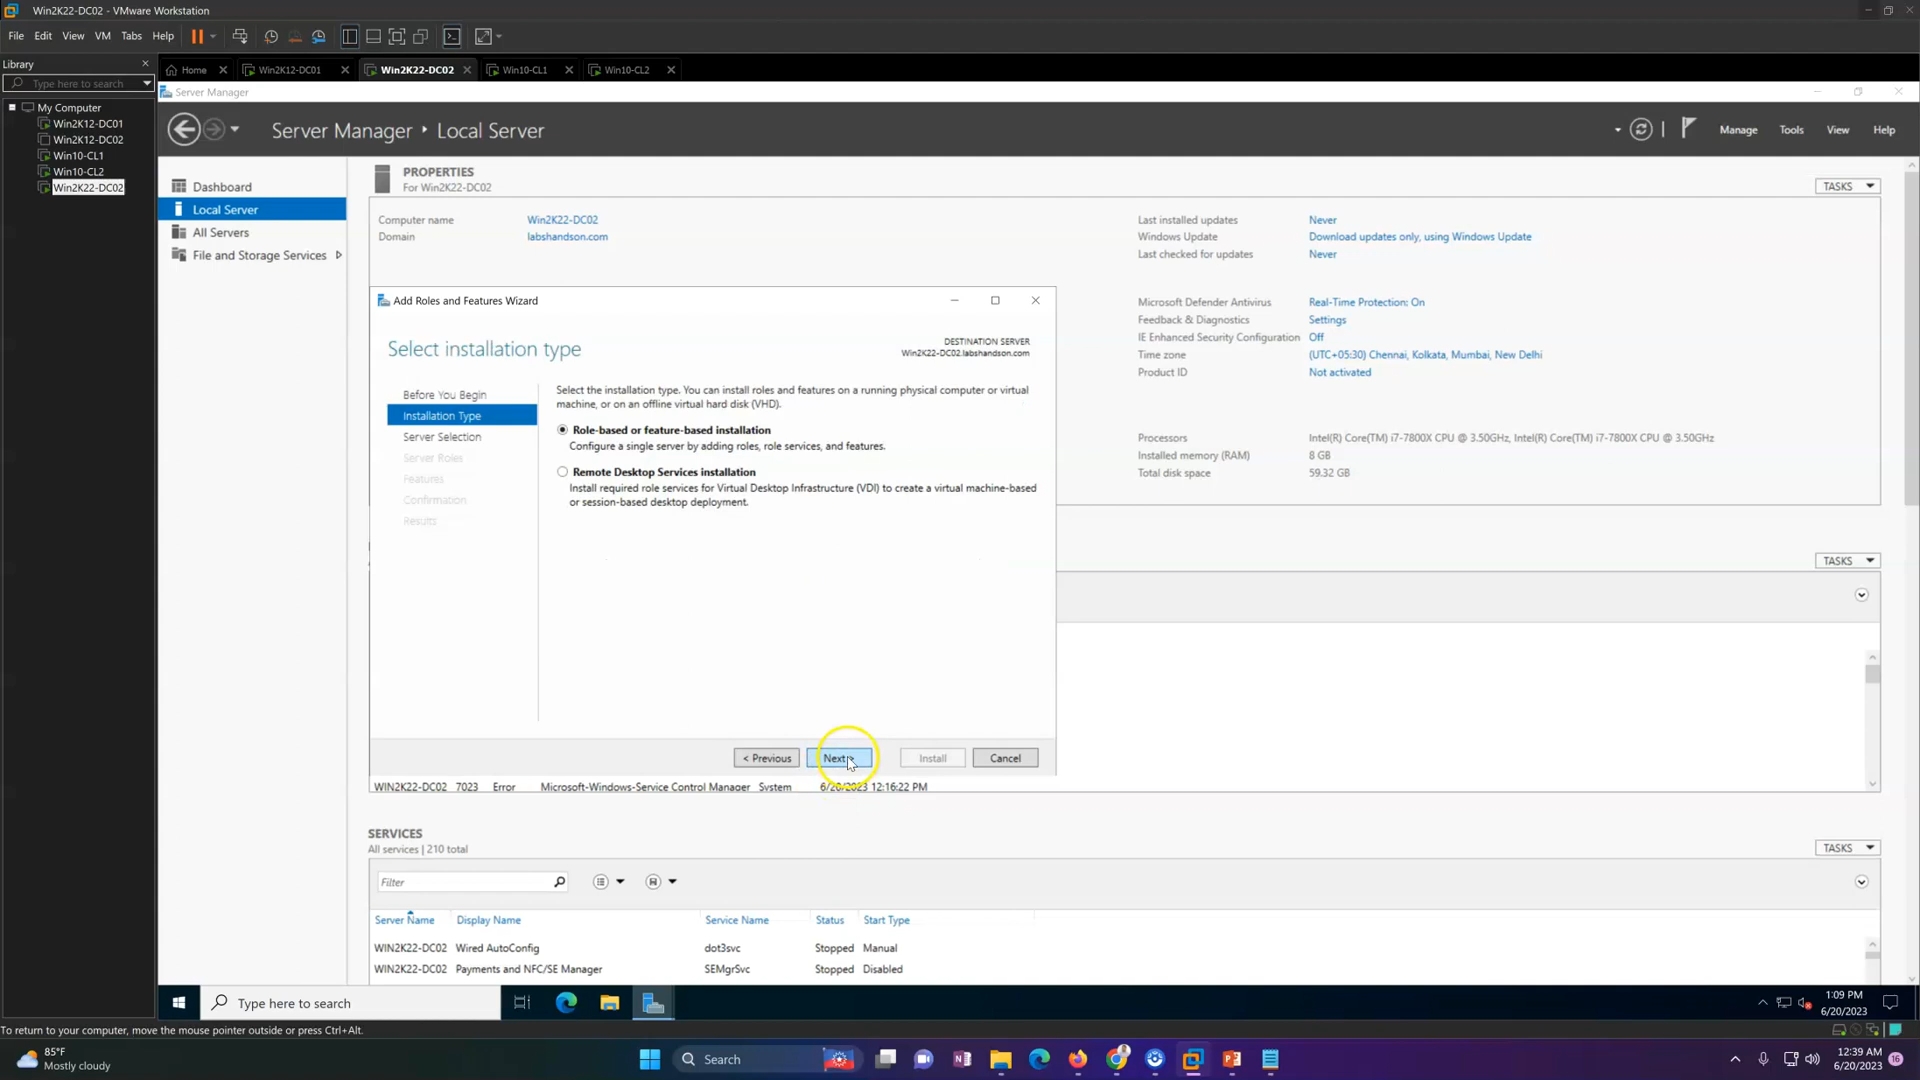 Win2K22-DC02 - VMware Workstation
File Edit View VM Tabs Help
Library
Type here to search
Home Win2K12-DC01 Win2K22-DC02 Win10-CL1 Win10-CL2
My Computer
Win2K12-DC01
Win2K12-DC02
Win10-CL1
Win10-CL2
Win2K22-DC02
Server Manager
Server Manager Local Server
Manage Tools View Help
Dashboard
Local Server
All Servers
File and Storage Services
PROPERTIES
For Win2K22-DC02
TASKS
Computer name Win2K22-DC02
Domain labshandson.com
Last installed updates Never
Windows Update Download updates only, using Windows Update
Last checked for updates Never
Microsoft Defender Antivirus Real-Time Protection: On
Feedback & Diagnostics Settings
IE Enhanced Security Configuration Off
Time zone (UTC+05:30) Chennai, Kolkata, Mumbai, New Delhi
Product ID Not activated
Processors Intel(R) Core(TM) i7-7800X CPU @ 3.50GHz, Intel(R) Core(TM) i7-7800X CPU @ 3.50GHz
Installed memory (RAM) 8 GB
Total disk space 59.32 GB
TASKS
Add Roles and Features Wizard
Select installation type
DESTINATION SERVER
Win2K22-DC02.labshandson.com
Before You Begin
Installation Type
Server Selection
Server Roles
Features
Confirmation
Results
Select the installation type. You can install roles and features on a running physical computer or virtual
machine, or on an offline virtual hard disk (VHD).
Role-based or feature-based installation
Configure a single server by adding roles, role services, and features.
Remote Desktop Services installation
Install required role services for Virtual Desktop Infrastructure (VDI) to create a virtual machine-based
or session-based desktop deployment.
< Previous Next > Install Cancel
WIN2K22-DC02 7023 Error Microsoft-Windows-Service Control Manager System 6/20/2023 12:16:22 PM
SERVICES
All services | 210 total
TASKS
Filter
Server Name Display Name Service Name Status Start Type
WIN2K22-DC02 Wired AutoConfig dot3svc Stopped Manual
WIN2K22-DC02 Payments and NFC/SE Manager SEMgrSvc Stopped Disabled
Type here to search
1:09 PM
6/20/2023
To return to your computer, move the mouse pointer outside or press Ctrl+Alt.
85°F
Mostly cloudy
Search
12:39 AM
6/20/2023
16